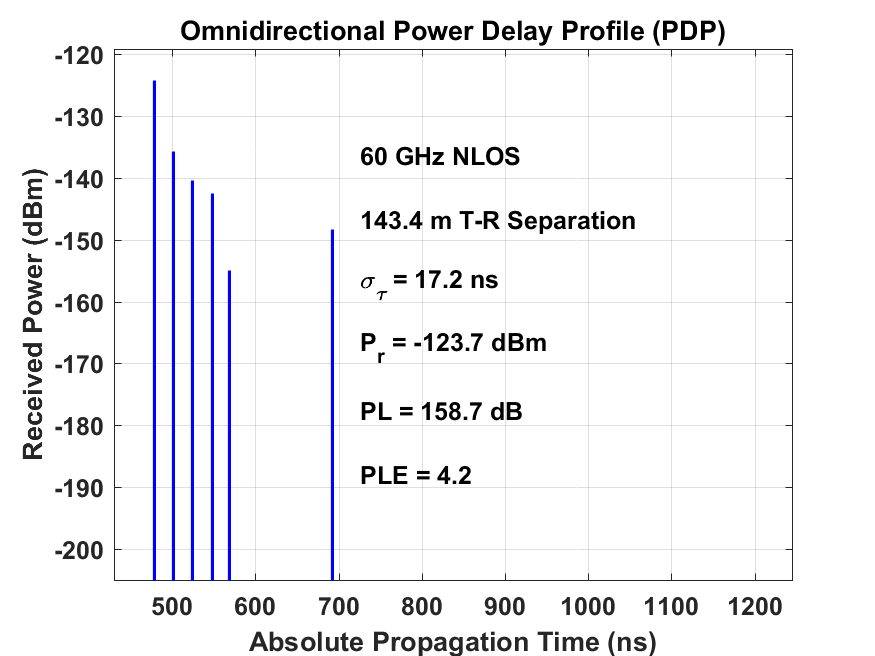 Omnidirectional Power Delay Profile (PDP)
-120
-130
-140
-150
-160
-170
-180
-190
-200
Received Power (dBm)
60 GHz NLOS
143.4 m T-R Separation
σ_τ = 17.2 ns
P_r = -123.7 dBm
PL = 158.7 dB
PLE = 4.2
500 600 700 800 900 1000 1100 1200
Absolute Propagation Time (ns)